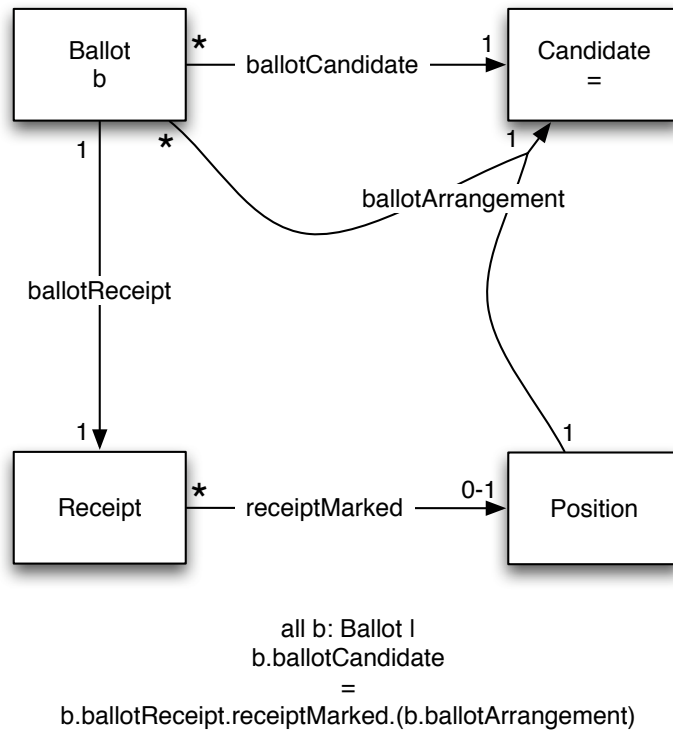 Ballot
b
*
ballotCandidate
1
Candidate
=
1
*
1
ballotArrangement
ballotReceipt
1
1
Receipt
*
receiptMarked
0-1
Position
all b: Ballot |
b.ballotCandidate
=
b.ballotReceipt.receiptMarked.(b.ballotArrangement)